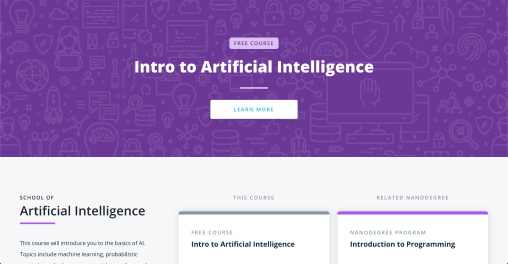 FREE COURSE
Intro to Artificial Intelligence
LEARN MORE
SCHOOL OF
Artificial Intelligence
This course will introduce you to the basics of AI.
Topics include machine learning, probabilistic
THIS COURSE
FREE COURSE
Intro to Artificial Intelligence
RELATED NANODEGREE
NANODEGREE PROGRAM
Introduction to Programming